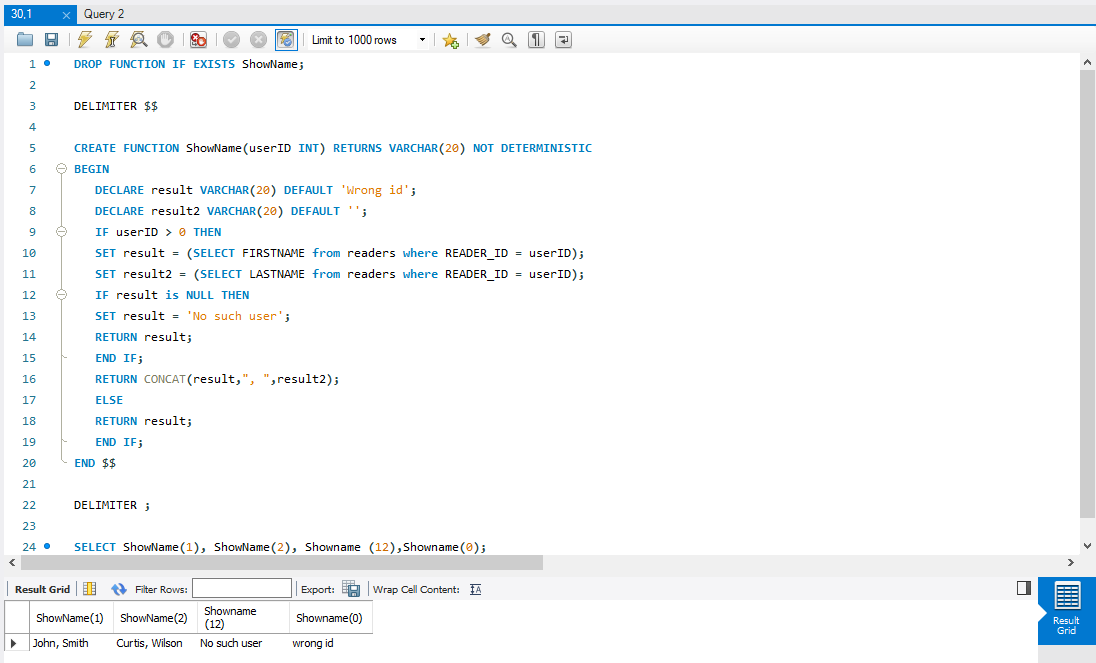 30,1 × Query 2
Limit to 1000 rows
1 DROP FUNCTION IF EXISTS ShowName;
2
3 DELIMITER $$
4
5 CREATE FUNCTION ShowName(userID INT) RETURNS VARCHAR(20) NOT DETERMINISTIC
6 BEGIN
7 DECLARE result VARCHAR(20) DEFAULT 'Wrong id';
8 DECLARE result2 VARCHAR(20) DEFAULT '';
9 IF userID > 0 THEN
10 SET result = (SELECT FIRSTNAME from readers where READER_ID = userID);
11 SET result2 = (SELECT LASTNAME from readers where READER_ID = userID);
12 IF result is NULL THEN
13 SET result = 'No such user';
14 RETURN result;
15 END IF;
16 RETURN CONCAT(result,", ",result2);
17 ELSE
18 RETURN result;
19 END IF;
20 END $$
21
22 DELIMITER ;
23
24 SELECT ShowName(1), ShowName(2), Showname (12),Showname(0);
Result Grid Filter Rows: Export: Wrap Cell Content: IA
ShowName(1) ShowName(2) Showname (12) Showname(0)
John, Smith Curtis, Wilson No such user wrong id
Result
Grid